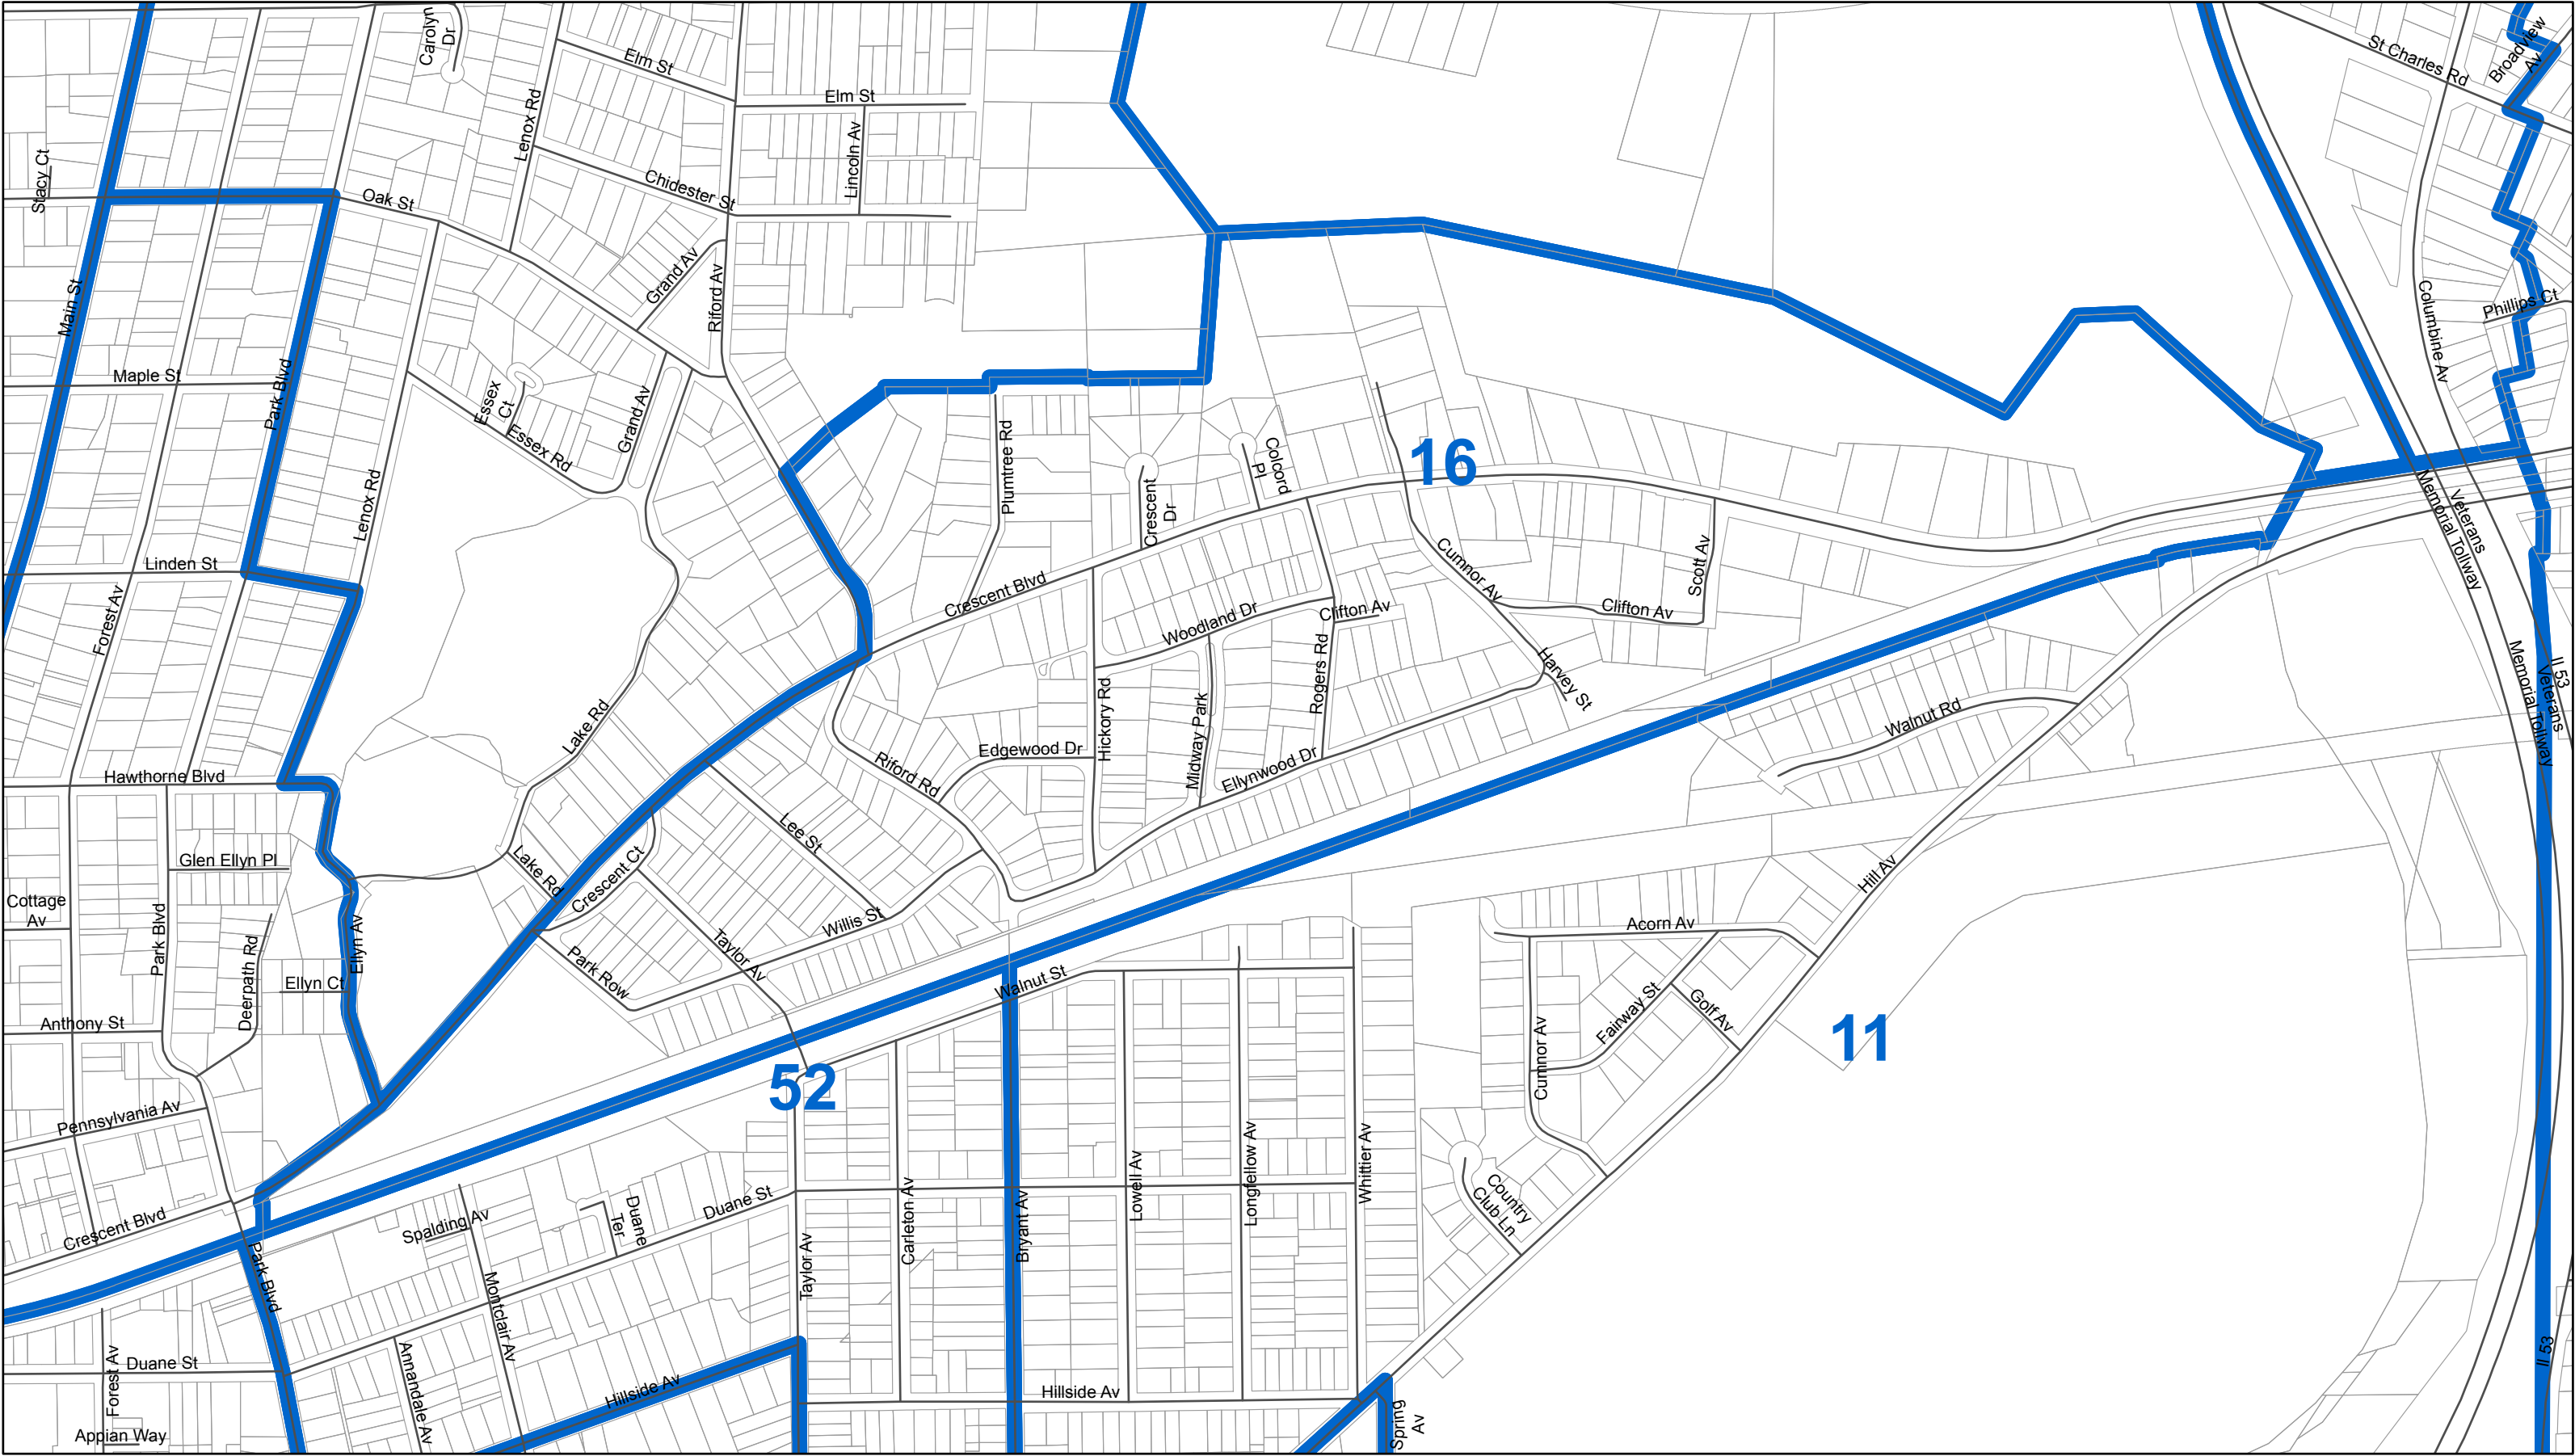 Carolyn
Dr
Elm St
St Charles Rd
Broadview
Av
Elm St
Lenox Rd
Lincoln Av
Stacy Ct
Chidester St
Oak St
Grand Av
Riford Av
Main St
Columbine Av
Phillips Ct
Maple St
Park Blvd
Essex
Ct
Essex Rd
Grand Av
Plumtree Rd
Colcord
Pl
16
Crescent
Dr
Lenox Rd
Veterans
Memorial Tollway
Linden St
Forest Av
Crescent Blvd
Cumnor Av
Scott Av
Clifton Av
Clifton Av
Woodland Dr
Rogers Rd
Harvey St
Il 53
Veterans
Memorial Tollway
Lake Rd
Hickory Rd
Midway Park
Walnut Rd
Edgewood Dr
Riford Rd
Ellynwood Dr
Hawthorne Blvd
Lee St
Glen Ellyn Pl
Lake Rd
Crescent Ct
Hill Av
Cottage
Av
Park Blvd
Deerpath Rd
Ellyn Av
Ellyn Ct
Willis St
Taylor Av
Park Row
Acorn Av
Walnut St
Fairway St
Golf Av
Anthony St
11
52
Cumnor Av
Pennsylvania Av
Crescent Blvd
Spalding Av
Duane
Ter
Duane St
Carleton Av
Bryant Av
Lowell Av
Longfellow Av
Whittier Av
Country
Club Ln
Park Blvd
Montclair Av
Taylor Av
Il 53
Duane St
Forest Av
Annandale Av
Hillside Av
Hillside Av
Spring
Av
Appian Way